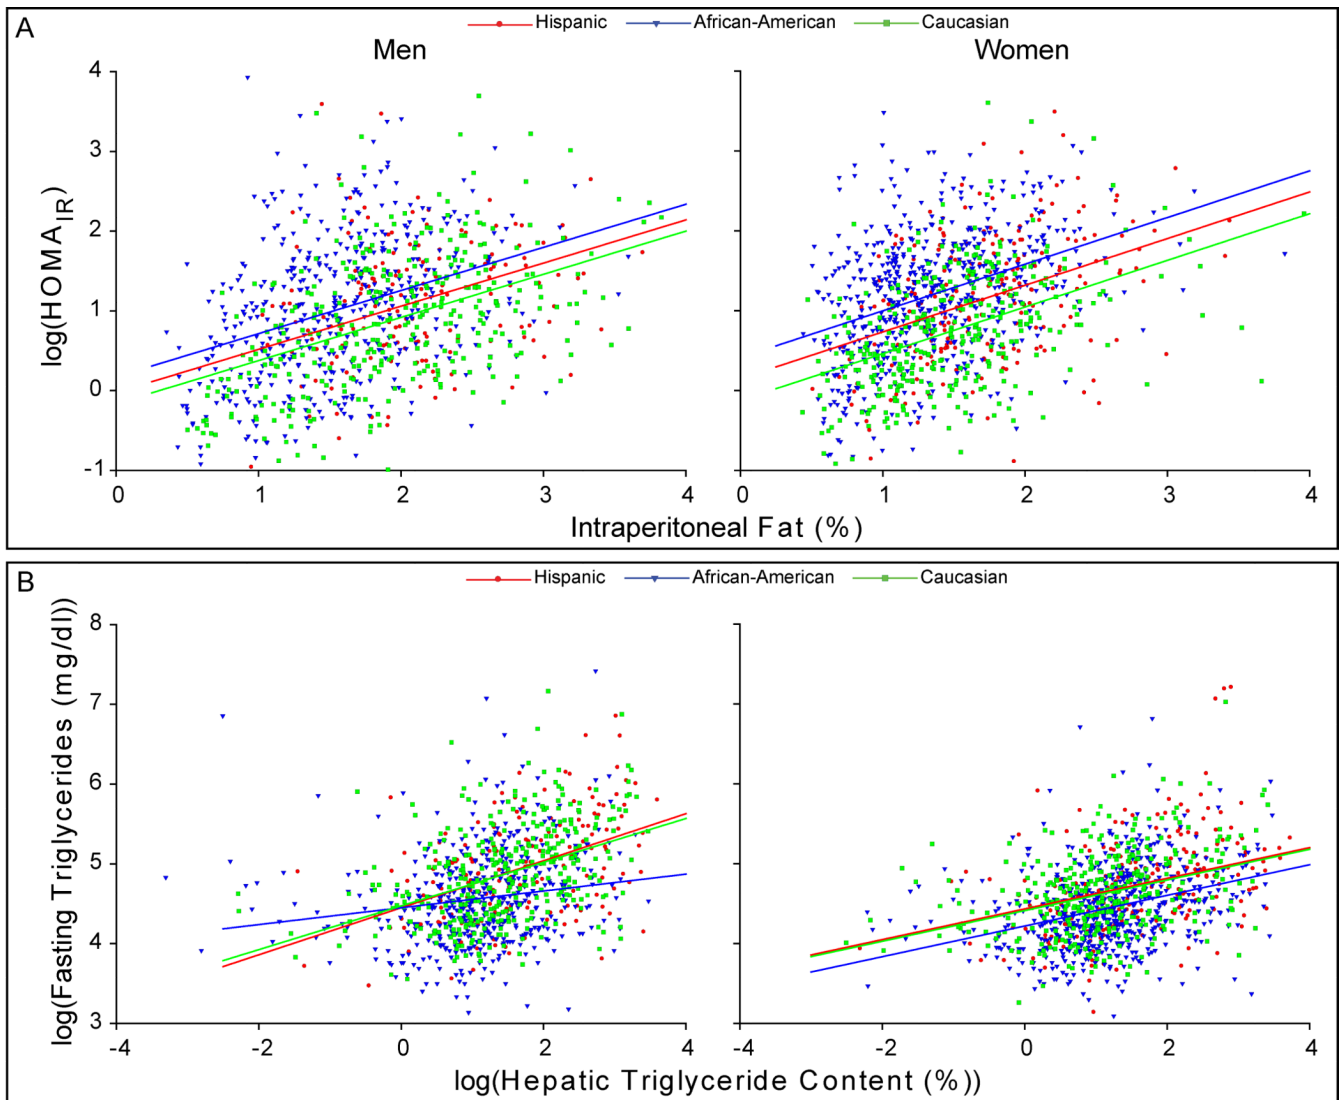 A
Hispanic African-American Caucasian
Men Women
log(HOMAIR)
4
3
2
1
0
-1
0 1 2 3 4 0 1 2 3 4
Intraperitoneal Fat (%)
B
Hispanic African-American Caucasian
log(Fasting Triglycerides (mg/dl))
8
7
6
5
4
3
-4 -2 0 2 4 -4 -2 0 2 4
log(Hepatic Triglyceride Content (%))